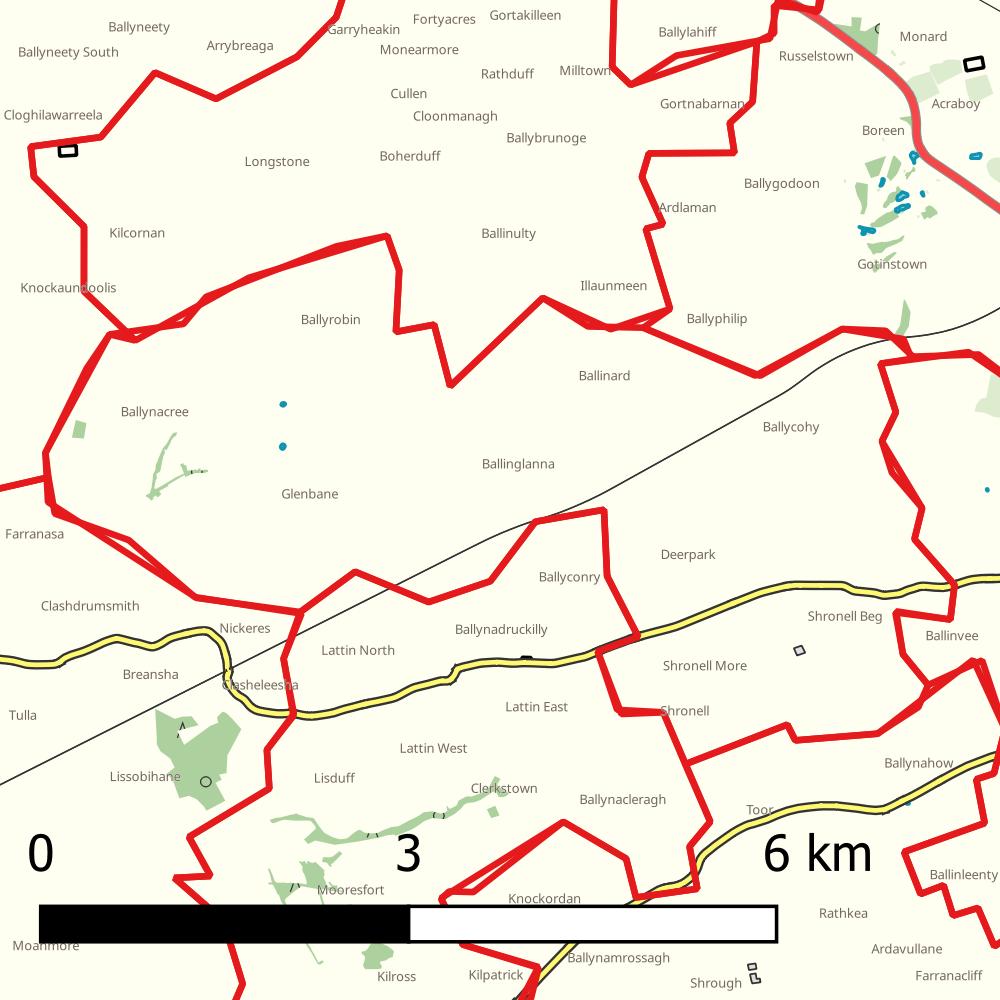 Gortakilleen
Fortyacres
Ballyneety
Garryheakin
Ballylahiff
Monard
Arrybreaga
Monearmore
Ballyneety South
Russelstown
Milltown
Rathduff
Cullen
Gortnabarnan
Acraboy
Cloghilawarreela
Cloonmanagh
Boreen
Ballybrunoge
Boherduff
Longstone
Ballygodoon
Ardlaman
Kilcornan
Ballinulty
Gotinstown
Knockaundoolis
Illaunmeen
Ballyrobin
Ballyphilip
Ballinard
Ballynacree
Ballycohy
Ballinglanna
Glenbane
Farranasa
Deerpark
Ballyconry
Clashdrumsmith
Shronell Beg
Nickeres
Ballynadruckilly
Ballinvee
Lattin North
Shronell More
Breansha
Clasheleesha
Lattin East
Shronell
Tulla
Lattin West
Ballynahow
Lissobihane
Lisduff
Clerkstown
Ballynacleragh
Toor
0 3 6 km
Ballinleenty
Mooresfort
Knockordan
Rathkea
Moanmore
Ardavullane
Ballynamrossagh
Kilross
Kilpatrick
Farranacliff
Shrough